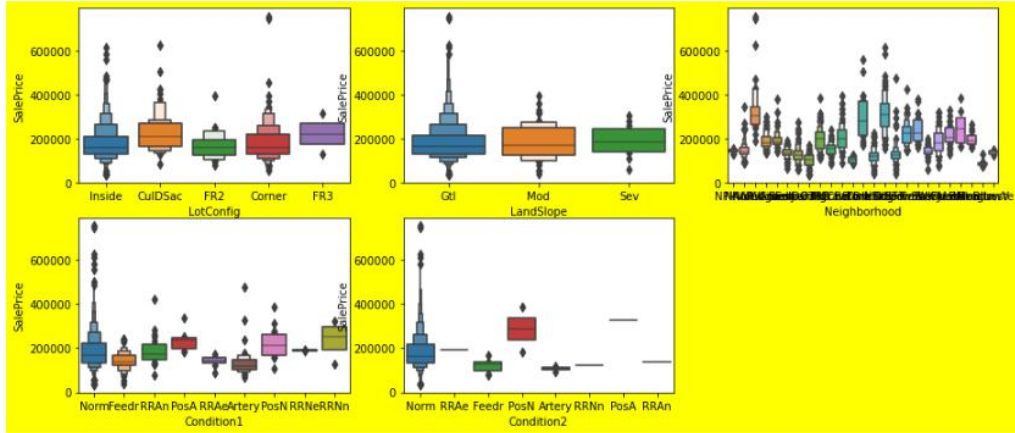 SalePrice
600000
400000
200000
0
Inside CulDSac FR2 Corner FR3
LotConfig
SalePrice
600000
400000
200000
0
Gtl Mod Sev
LandSlope
SalePrice
600000
400000
200000
0
Neighborhood
SalePrice
600000
400000
200000
0
Norm Feedr RRAn PosA RRAe Artery PosN RRNe RRNn
Condition1
SalePrice
600000
400000
200000
0
Norm RRAe Feedr PosN Artery RRNn PosA RRAn
Condition2